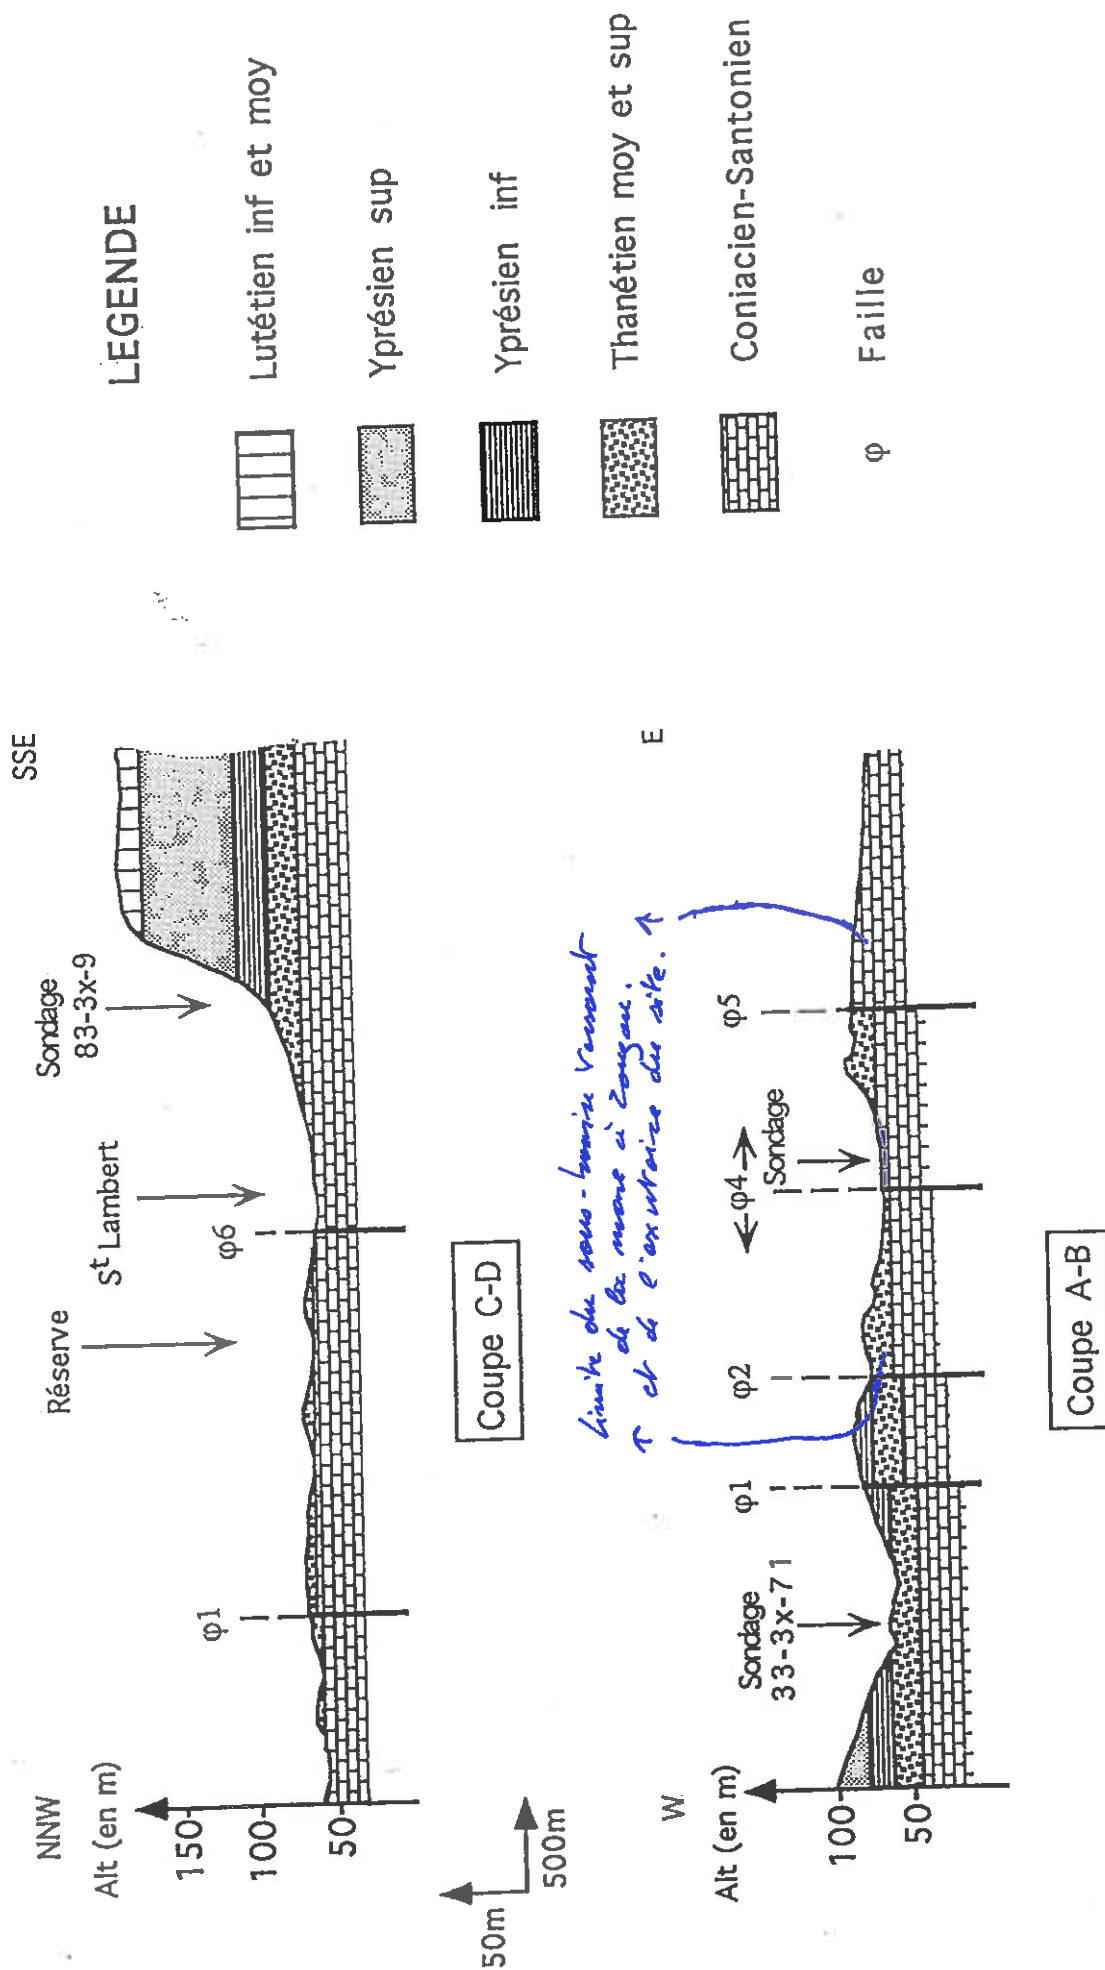 NNW
SSE
Alt (en m)
150
100
50
φ1
Réserve
St Lambert
φ6
Sondage
83-3x-9
50m
500m
Coupe C-D
Limite du sous-bassin versant
de la mare à Zongan.
↑ et de l'exutoire du site. ↑
W
E
Alt (en m)
100
50
Sondage
33-3x-71
φ1
φ2
←φ4→
Sondage
φ5
Coupe A-B
LEGENDE
Lutétien inf et moy
Yprésien sup
Yprésien inf
Thanétien moy et sup
Coniacien-Santonien
φ Faille